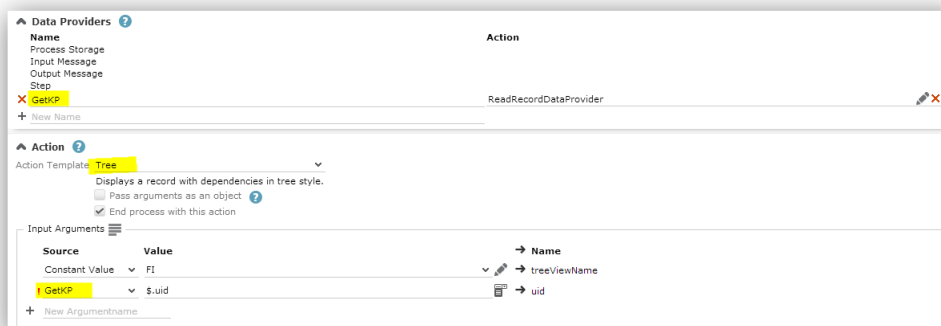 Data Providers ?
Name Action
Process Storage
Input Message
Output Message
Step
GetKP ReadRecordDataProvider
+ New Name
Action ?
Action Template Tree
Displays a record with dependencies in tree style.
Pass arguments as an object ?
End process with this action
Input Arguments
Source Value → Name
Constant Value FI → treeViewName
! GetKP $.uid → uid
+ New Argumentname